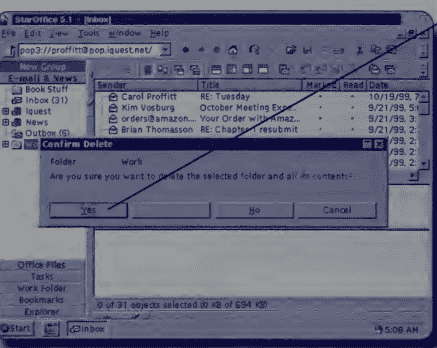 StarOffice 5.1 - [Inbox]
File Edit View Tools Window Help
pop3://proffitt@pop.iquest.net/
New Group
E-mail & News
Book Stuff
Inbox (31)
Iquest
News
Outbox (6)
Sender Title Marked Read Date
Carol Proffitt RE: Tuesday 10/19/99, 7:
Kim Vosburg October Meeting Expe... 9/21/99, 5:
orders@amazon... Your Order with Amaz... 9/21/99, 3:
Brian Thomasson RE: Chapter 1 resubmit 9/21/99, 2:
Confirm Delete
Folder Work
Are you sure you want to delete the selected folder and all its contents?
Yes No Cancel
Office Files
Tasks
Work Folder
Bookmarks
Explorer
0 of 31 objects selected (0 KB of 694 KB)
Start Inbox 5:08 AM